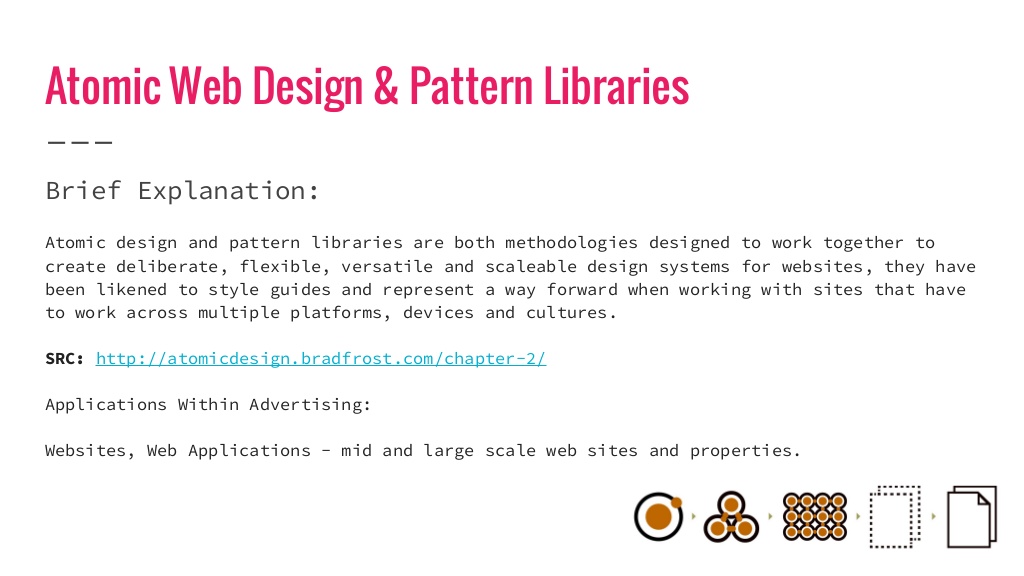 Atomic Web Design & Pattern Libraries
Brief Explanation:
Atomic design and pattern libraries are both methodologies designed to work together to
create deliberate, flexible, versatile and scaleable design systems for websites, they have
been likened to style guides and represent a way forward when working with sites that have
to work across multiple platforms, devices and cultures.
SRC: http://atomicdesign.bradfrost.com/chapter-2/
Applications Within Advertising:
Websites, Web Applications - mid and large scale web sites and properties.